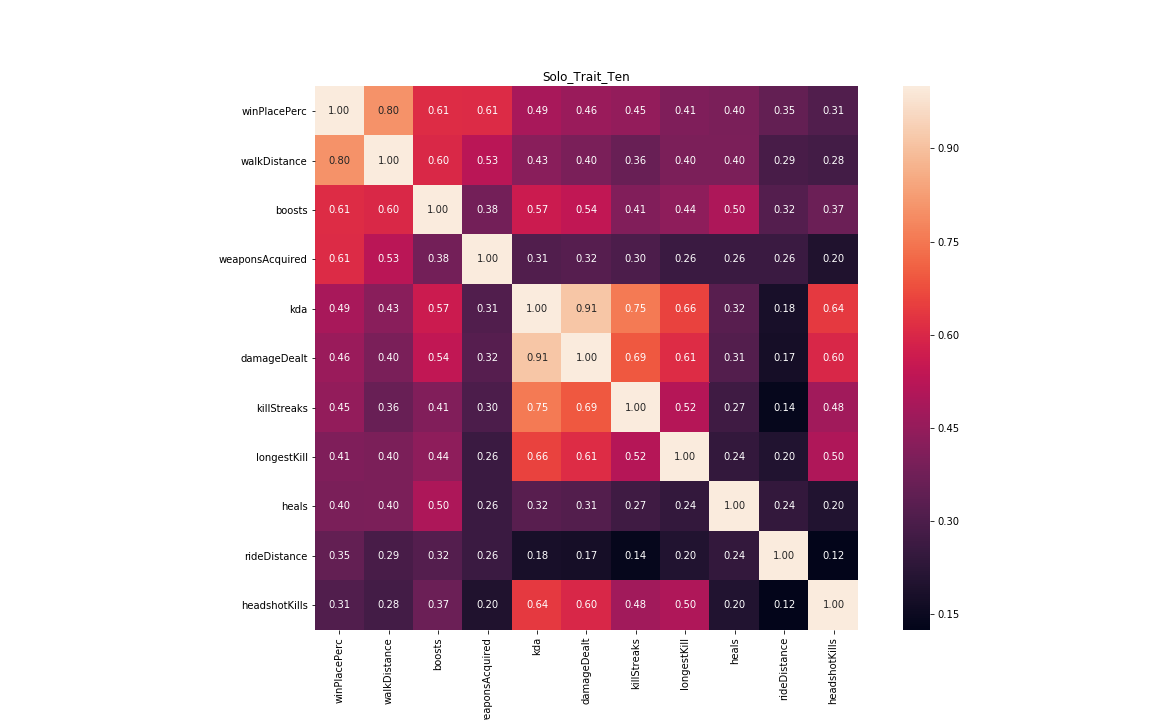 Solo_Trait_Ten
winPlacePerc 1.00 0.80 0.61 0.61 0.49 0.46 0.45 0.41 0.40 0.35 0.31
walkDistance 0.80 1.00 0.60 0.53 0.43 0.40 0.36 0.40 0.40 0.29 0.28
boosts 0.61 0.60 1.00 0.38 0.57 0.54 0.41 0.44 0.50 0.32 0.37
weaponsAcquired 0.61 0.53 0.38 1.00 0.31 0.32 0.30 0.26 0.26 0.26 0.20
kda 0.49 0.43 0.57 0.31 1.00 0.91 0.75 0.66 0.32 0.18 0.64
damageDealt 0.46 0.40 0.54 0.32 0.91 1.00 0.69 0.61 0.31 0.17 0.60
killStreaks 0.45 0.36 0.41 0.30 0.75 0.69 1.00 0.52 0.27 0.14 0.48
longestKill 0.41 0.40 0.44 0.26 0.66 0.61 0.52 1.00 0.24 0.20 0.50
heals 0.40 0.40 0.50 0.26 0.32 0.31 0.27 0.24 1.00 0.24 0.20
rideDistance 0.35 0.29 0.32 0.26 0.18 0.17 0.14 0.20 0.24 1.00 0.12
headshotKills 0.31 0.28 0.37 0.20 0.64 0.60 0.48 0.50 0.20 0.12 1.00
winPlacePerc
walkDistance
boosts
eaponsAcquired
kda
damageDealt
killStreaks
longestKill
heals
rideDistance
headshotKills
0.90
0.75
0.60
0.45
0.30
0.15